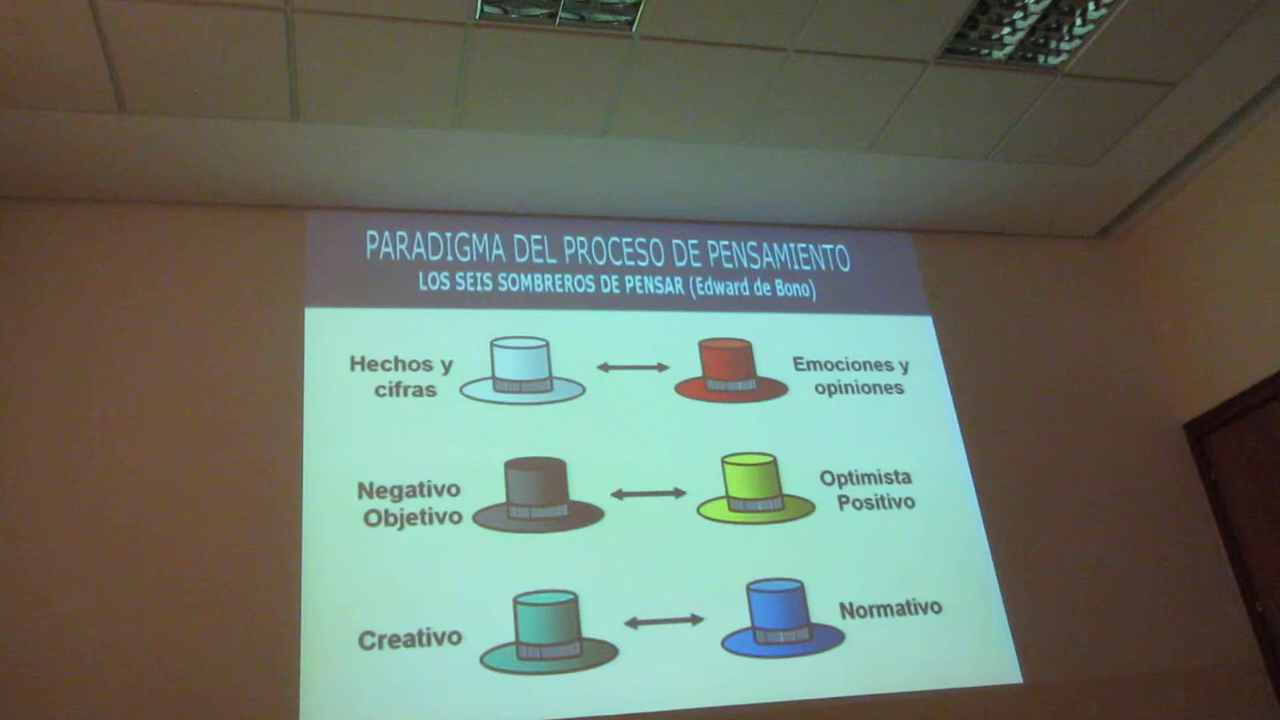 PARADIGMA DEL PROCESO DE PENSAMIENTO
LOS SEIS SOMBREROS DE PENSAR (Edward de Bono)
Hechos y
cifras
Emociones y
opiniones
Negativo
Objetivo
Optimista
Positivo
Creativo
Normativo